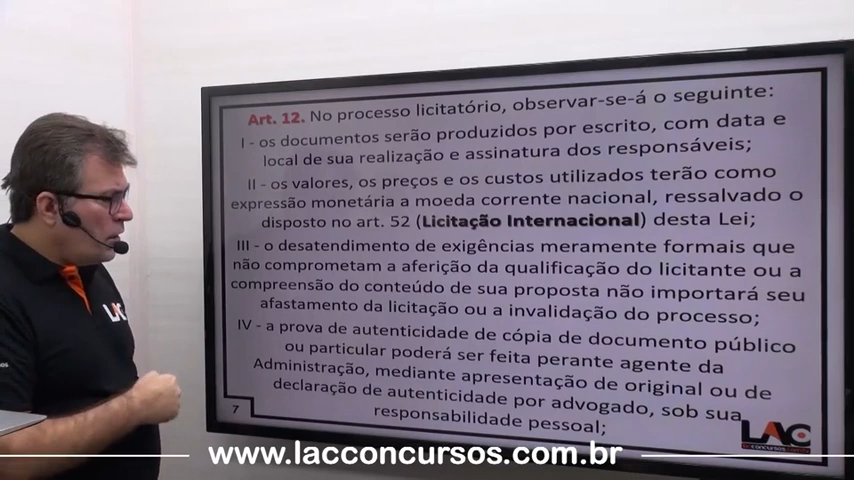 Art. 12. No processo licitatório, observar-se-á o seguinte:
I - os documentos serão produzidos por escrito, com data e
local de sua realização e assinatura dos responsáveis;
II - os valores, os preços e os custos utilizados terão como
expressão monetária a moeda corrente nacional, ressalvado o
disposto no art. 52 (Licitação Internacional) desta Lei;
III - o desatendimento de exigências meramente formais que
não comprometam a aferição da qualificação do licitante ou a
compreensão do conteúdo de sua proposta não importará seu
afastamento da licitação ou a invalidação do processo;
IV - a prova de autenticidade de cópia de documento público
ou particular poderá ser feita perante agente da
Administração, mediante apresentação de original ou de
declaração de autenticidade por advogado, sob sua
responsabilidade pessoal;
7
LAC
LAC
www.lacconcursos.com.br